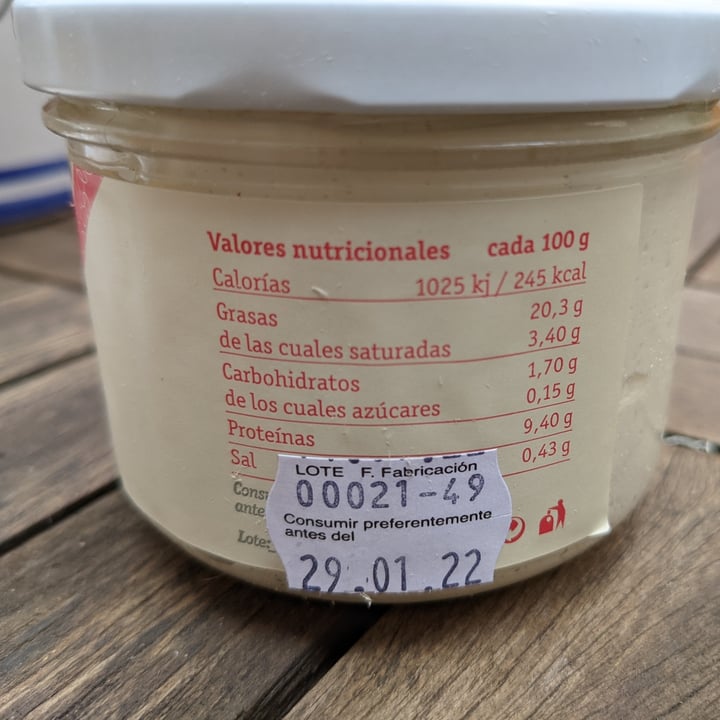 Valores nutricionales cada 100 g
Calorías 1025 kj / 245 kcal
Grasas 20,3 g
de las cuales saturadas 3,40 g
Carbohidratos 1,70 g
de los cuales azúcares 0,15 g
Proteínas 9,40 g
Sal 0,43 g
ante
Lote:
LOTE F. Fabricación
00021-49
Consumir preferentemente
antes del
29.01.22